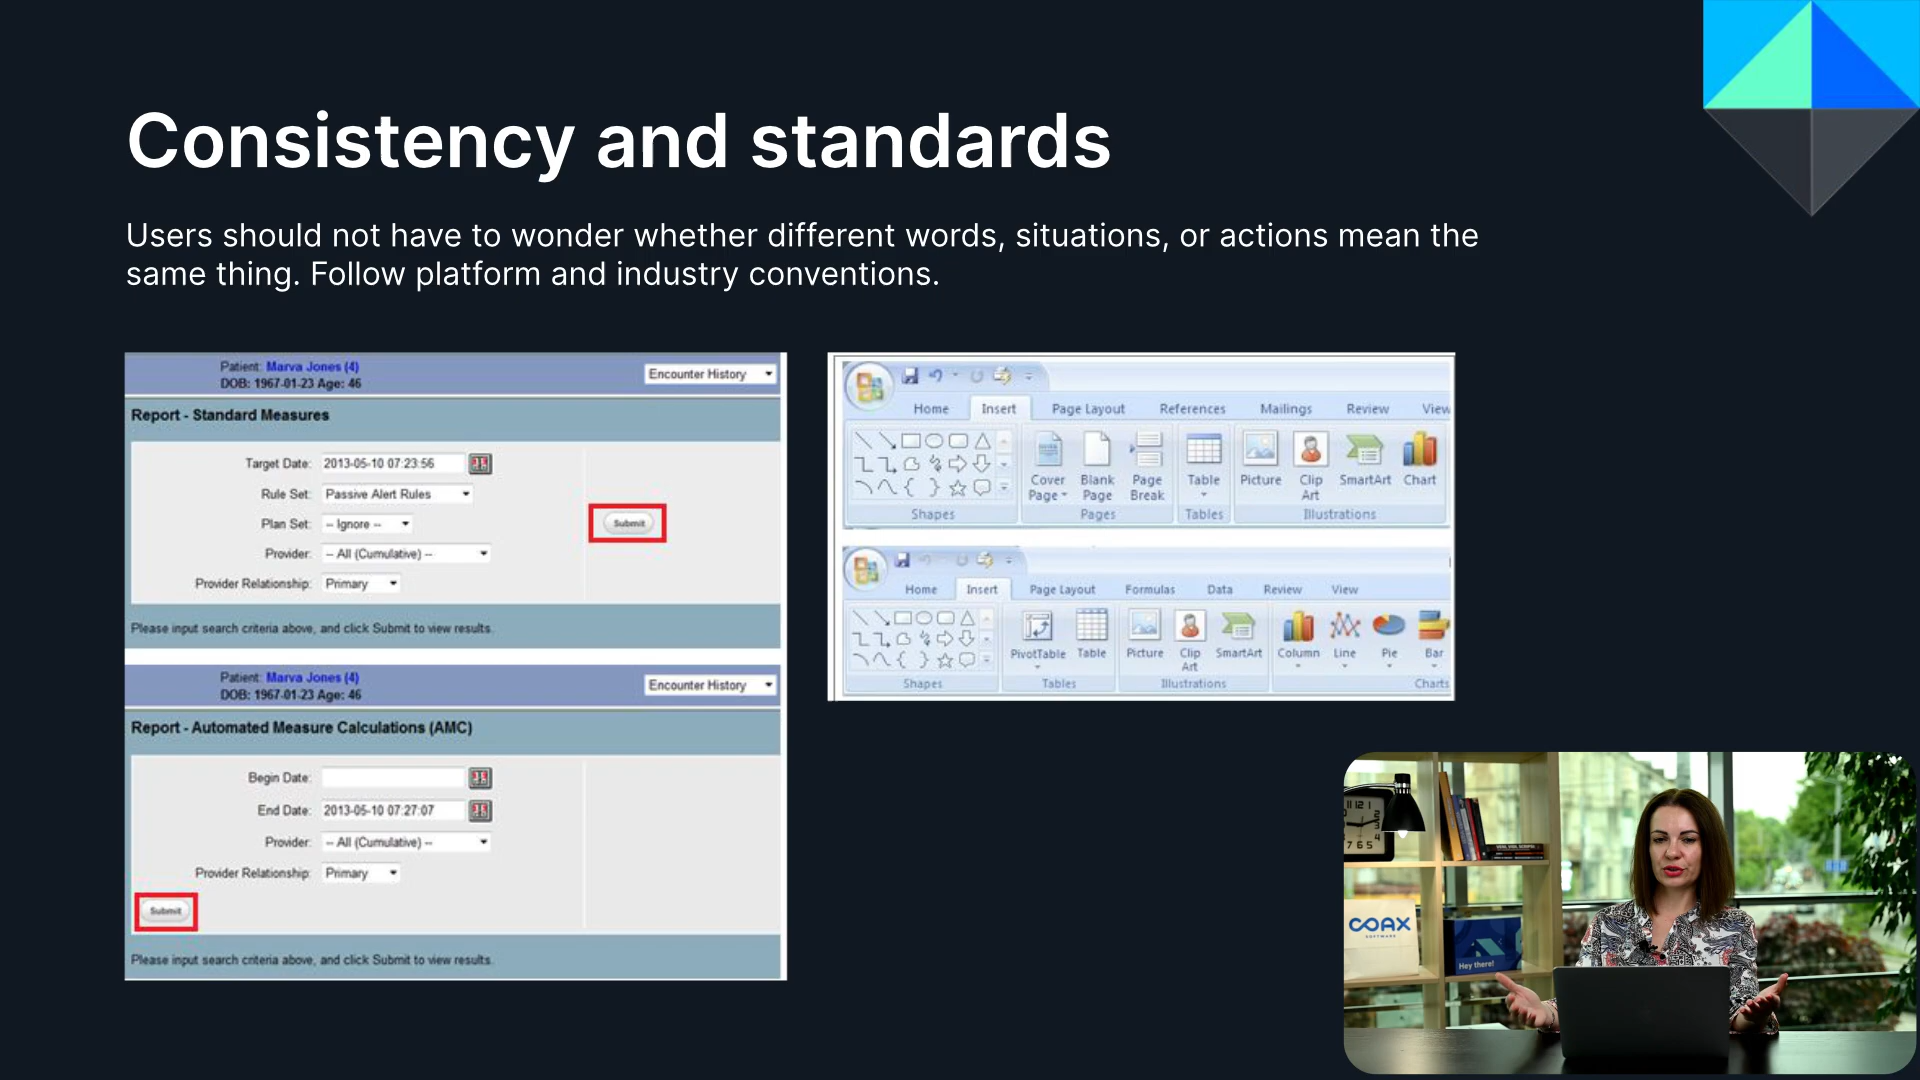 Consistency and standards
Users should not have to wonder whether different words, situations, or actions mean the
same thing. Follow platform and industry conventions.
Patient: Marva Jones (4)
DOB: 1967-01-23 Age: 46
Encounter History
Report - Standard Measures
Target Date: 2013-05-10 07:23:56
Rule Set: Passive Alert Rules
Plan Set: -- Ignore --
Submit
Provider: -- All (Cumulative) --
Provider Relationship: Primary
Please input search criteria above, and click Submit to view results.
Patient: Marva Jones (4)
DOB: 1967-01-23 Age: 46
Encounter History
Report - Automated Measure Calculations (AMC)
Begin Date:
End Date: 2013-05-10 07:27:07
Provider: -- All (Cumulative) --
Provider Relationship: Primary
Submit
Please input search criteria above, and click Submit to view results.
Home Insert Page Layout References Mailings Review View
Cover Page Blank Page Page Break Table Picture Clip Art SmartArt Chart
Shapes Pages Tables Illustrations
Home Insert Page Layout Formulas Data Review View
PivotTable Table Picture Clip Art SmartArt Column Line Pie Bar
Shapes Tables Illustrations Charts
COAX
SOFTWARE
Hey there!